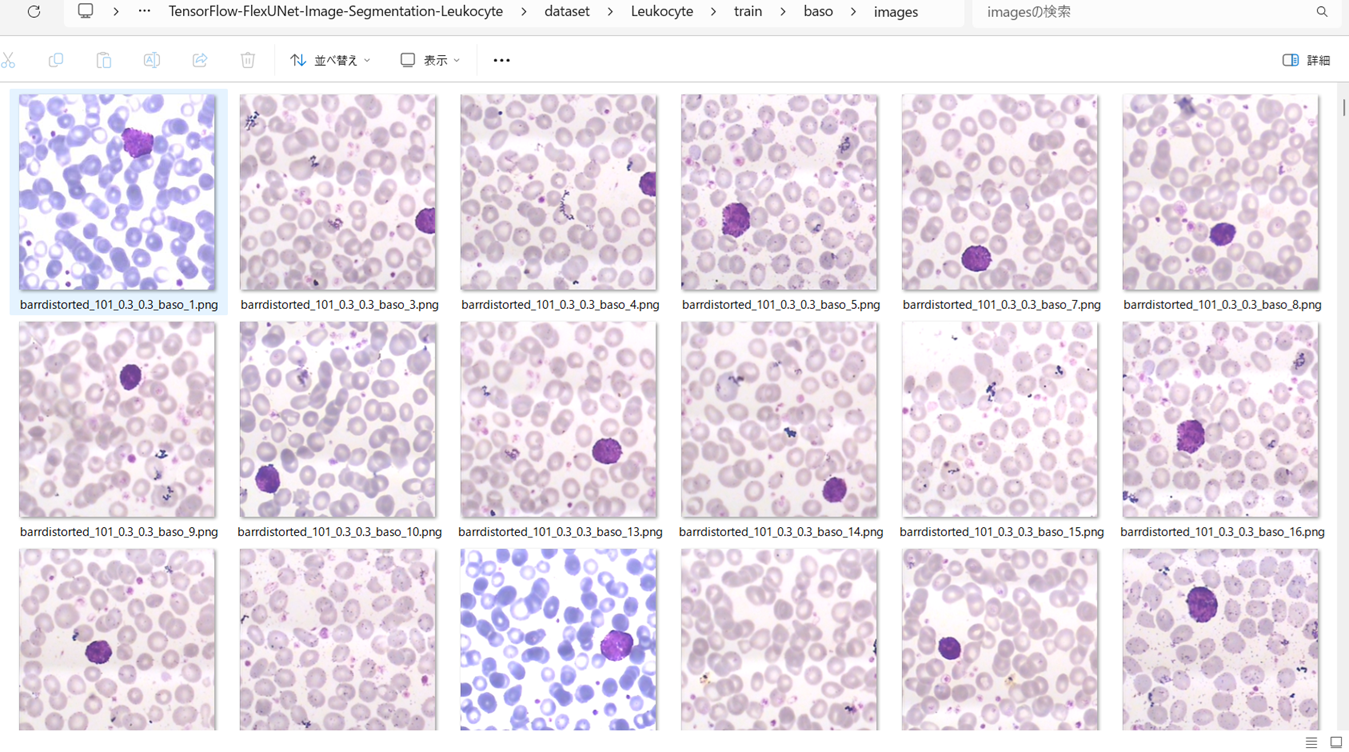 TensorFlow-FlexUNet-Image-Segmentation-Leukocyte > dataset > Leukocyte > train > baso > images
imagesの検索
並べ替え
表示
詳細
barrdistorted_101_0.3_0.3_baso_1.png
barrdistorted_101_0.3_0.3_baso_3.png
barrdistorted_101_0.3_0.3_baso_4.png
barrdistorted_101_0.3_0.3_baso_5.png
barrdistorted_101_0.3_0.3_baso_7.png
barrdistorted_101_0.3_0.3_baso_8.png
barrdistorted_101_0.3_0.3_baso_9.png
barrdistorted_101_0.3_0.3_baso_10.png
barrdistorted_101_0.3_0.3_baso_13.png
barrdistorted_101_0.3_0.3_baso_14.png
barrdistorted_101_0.3_0.3_baso_15.png
barrdistorted_101_0.3_0.3_baso_16.png